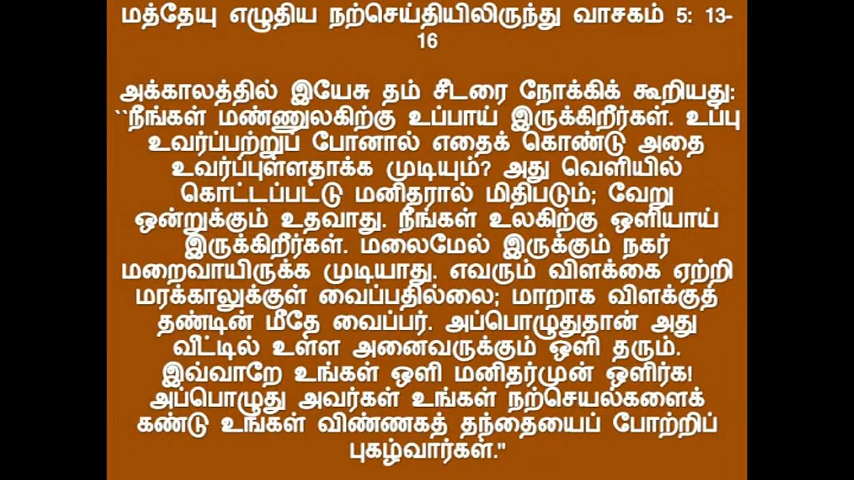 மத்தேயு எழுதிய நற்செய்தியிலிருந்து வாசகம் 5: 13-
16
அக்காலத்தில் இயேசு தம் சீடரை நோக்கிக் கூறியது:
``நீங்கள் மண்ணுலகிற்கு உப்பாய் இருக்கிறீர்கள். உப்பு
உவர்ப்பற்றுப் போனால் எதைக் கொண்டு அதை
உவர்ப்புள்ளதாக்க முடியும்? அது வெளியில்
கொட்டப்பட்டு மனிதரால் மிதிபடும்; வேறு
ஒன்றுக்கும் உதவாது. நீங்கள் உலகிற்கு ஒளியாய்
இருக்கிறீர்கள். மலைமேல் இருக்கும் நகர்
மறைவாயிருக்க முடியாது. எவரும் விளக்கை ஏற்றி
மரக்காலுக்குள் வைப்பதில்லை; மாறாக விளக்குத்
தண்டின் மீதே வைப்பர். அப்பொழுதுதான் அது
வீட்டில் உள்ள அனைவருக்கும் ஒளி தரும்.
இவ்வாறே உங்கள் ஒளி மனிதர்முன் ஒளிர்க!
அப்பொழுது அவர்கள் உங்கள் நற்செயல்களைக்
கண்டு உங்கள் விண்ணகத் தந்தையைப் போற்றிப்
புகழ்வார்கள்."